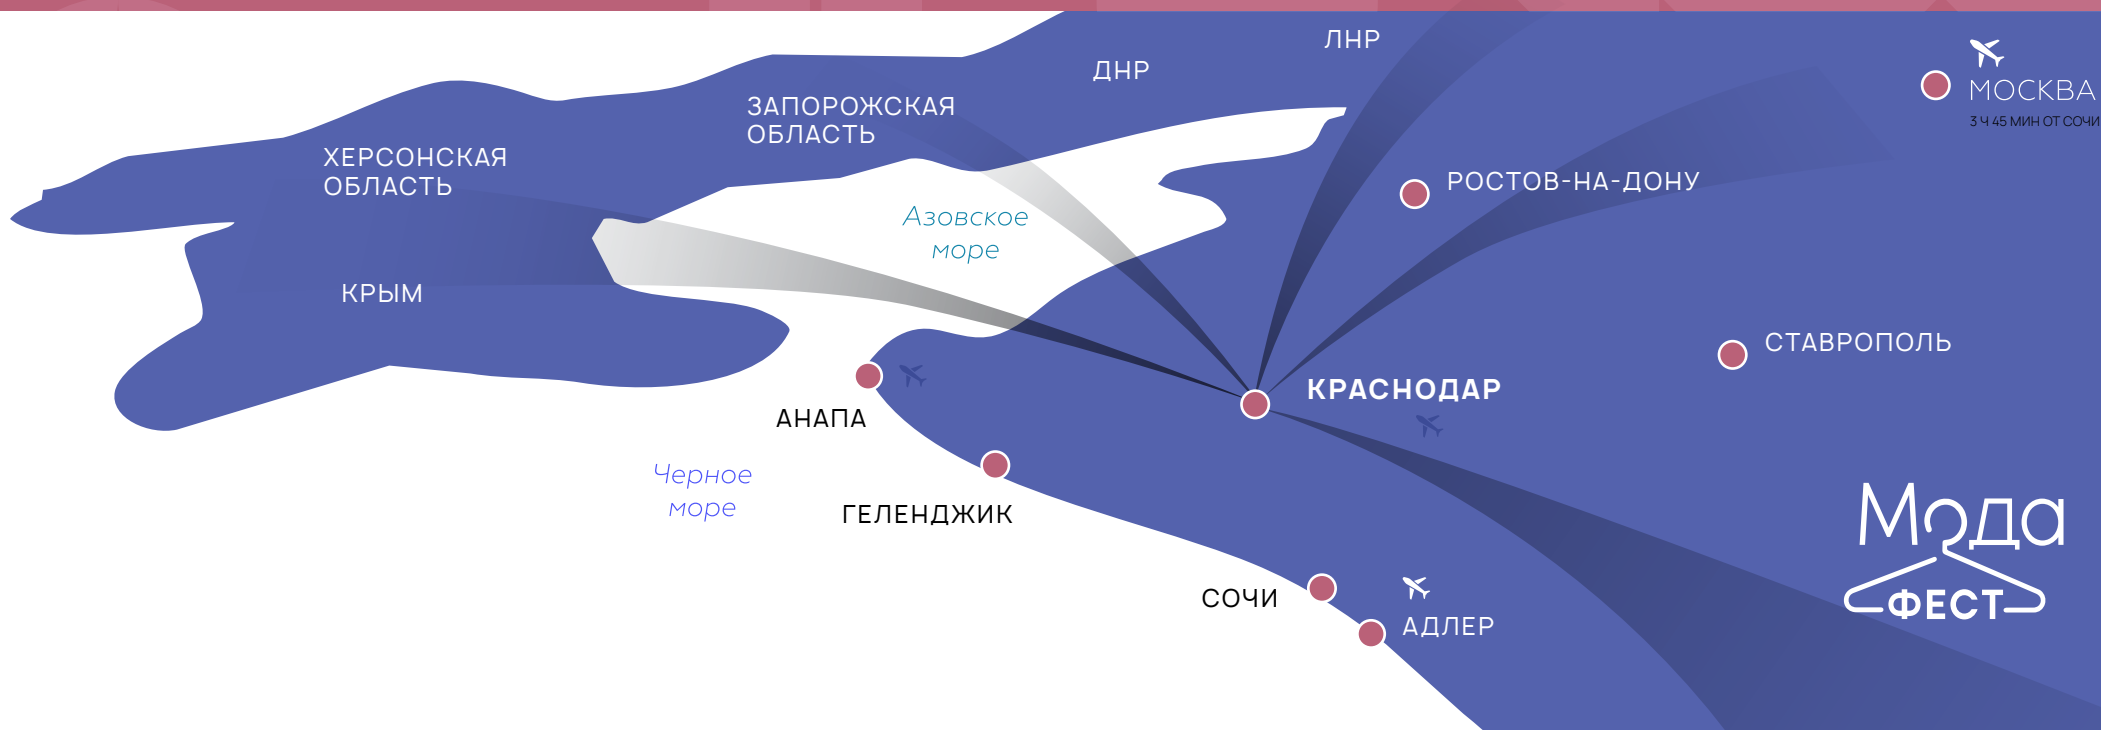 ЛНР
ДНР
МОСКВА
3 Ч 45 МИН ОТ СОЧИ
ЗАПОРОЖСКАЯ
ОБЛАСТЬ
ХЕРСОНСКАЯ
ОБЛАСТЬ
РОСТОВ-НА-ДОНУ
Азовское
море
КРЫМ
СТАВРОПОЛЬ
КРАСНОДАР
АНАПА
Черное
море
ГЕЛЕНДЖИК
Мода
ФЕСТ
СОЧИ
АДЛЕР